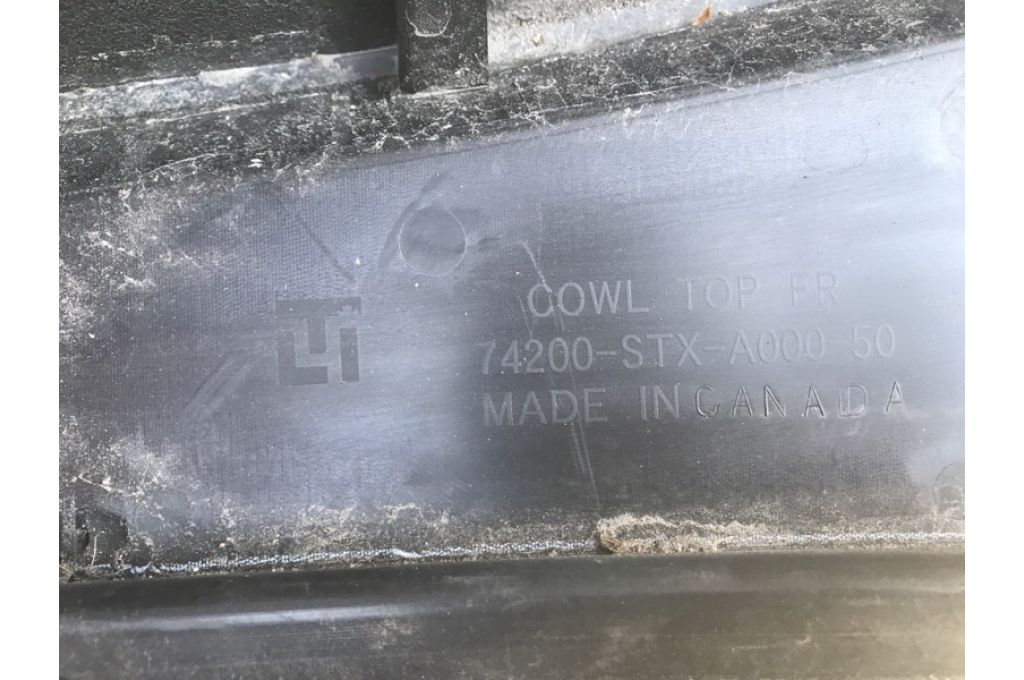 COWL TOP FR
74200-STX-A000 50
MADE IN CANADA